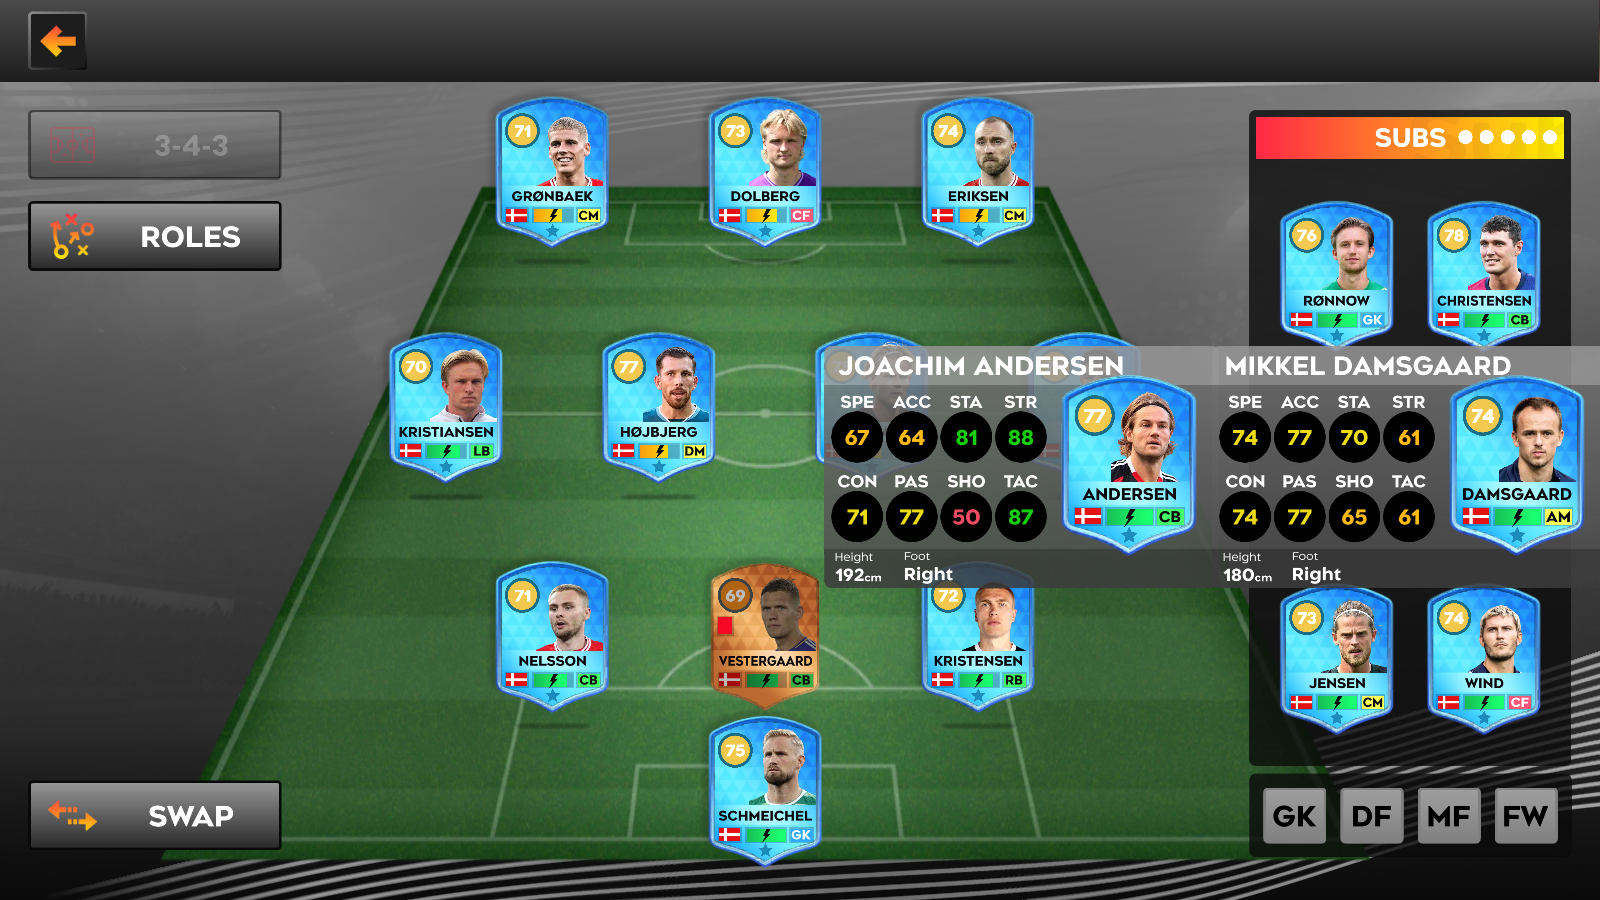 3-4-3
ROLES
71
GRØNBAEK
CM
73
DOLBERG
CF
74
ERIKSEN
CM
SUBS
76
RØNNOW
GK
78
CHRISTENSEN
CB
70
KRISTIANSEN
LB
77
HØJBJERG
DM
JOACHIM ANDERSEN
SPE ACC STA STR
67 64 81 88
CON PAS SHO TAC
71 77 50 87
Height Foot
192cm Right
77
ANDERSEN
CB
MIKKEL DAMSGAARD
SPE ACC STA STR
74 77 70 61
CON PAS SHO TAC
74 77 65 61
Height Foot
180cm Right
74
DAMSGAARD
AM
71
NELSSON
CB
69
VESTERGAARD
CB
72
KRISTENSEN
RB
73
JENSEN
CM
74
WIND
CF
75
SCHMEICHEL
GK
SWAP
GK DF MF FW